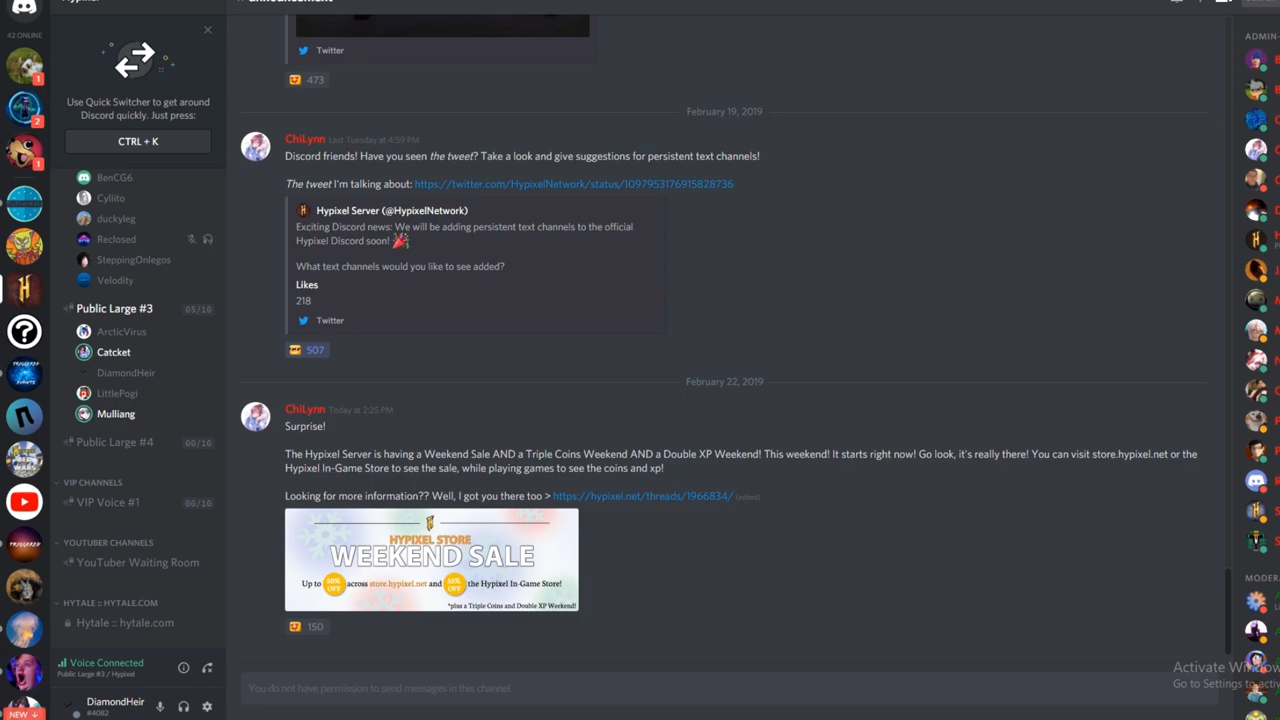 42 ONLINE
1
2
1
NEW
Use Quick Switcher to get around
Discord quickly. Just press:
CTRL + K
BenCG6
Cyliito
duckyleg
Reclosed
SteppingOnlegos
Velodity
Public Large #3 05/10
ArcticVirus
Catcket
DiamondHeir
LittlePogi
Mulliang
Public Large #4 00/10
VIP CHANNELS
VIP Voice #1 00/10
YOUTUBER CHANNELS
YouTuber Waiting Room
HYTALE :: HYTALE.COM
Hytale :: hytale.com
Voice Connected
Public Large #3 / Hypixel
DiamondHeir
#4082
Twitter
473
February 19, 2019
ChiLynn Last Tuesday at 4:59 PM
Discord friends! Have you seen the tweet? Take a look and give suggestions for persistent text channels!
The tweet I'm talking about: https://twitter.com/HypixelNetwork/status/1097953176915828736
Hypixel Server (@HypixelNetwork)
Exciting Discord news: We will be adding persistent text channels to the official
Hypixel Discord soon!
What text channels would you like to see added?
Likes
218
Twitter
507
February 22, 2019
ChiLynn Today at 2:25 PM
Surprise!
The Hypixel Server is having a Weekend Sale AND a Triple Coins Weekend AND a Double XP Weekend! This weekend! It starts right now! Go look, it's really there! You can visit store.hypixel.net or the
Hypixel In-Game Store to see the sale, while playing games to see the coins and xp!
Looking for more information?? Well, I got you there too > https://hypixel.net/threads/1966834/ (edited)
HYPIXEL STORE
WEEKEND SALE
Up to 50% OFF across store.hypixel.net and 55% OFF the Hypixel In-Game Store!
*plus a Triple Coins and Double XP Weekend!
150
You do not have permission to send messages in this channel.
ADMIN
MODERA
Activate Window
Go to Settings to activ